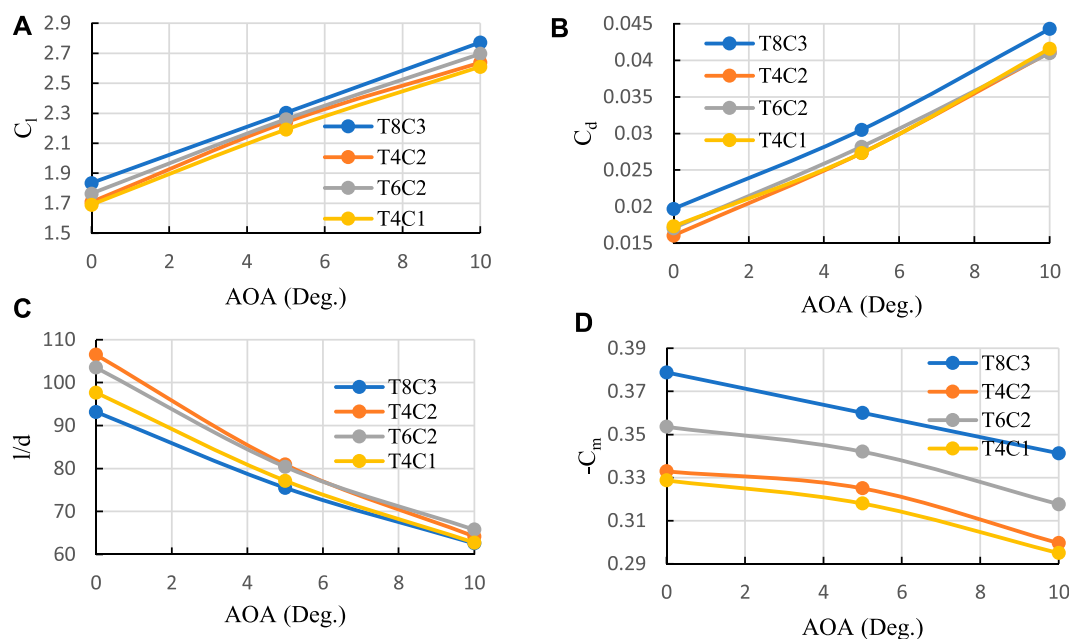 A
2.9
2.7
2.5
2.3
2.1
1.9
1.7
1.5
Cl
T8C3
T4C2
T6C2
T4C1
0 2 4 6 8 10
AOA (Deg.)
B
0.045
0.04
0.035
0.03
0.025
0.02
0.015
Cd
T8C3
T4C2
T6C2
T4C1
0 2 4 6 8 10
AOA (Deg.)
C
110
100
90
80
70
60
l/d
T8C3
T4C2
T6C2
T4C1
0 2 4 6 8 10
AOA (Deg.)
D
0.39
0.37
0.35
0.33
0.31
0.29
-Cm
T8C3
T4C2
T6C2
T4C1
0 2 4 6 8 10
AOA (Deg.)